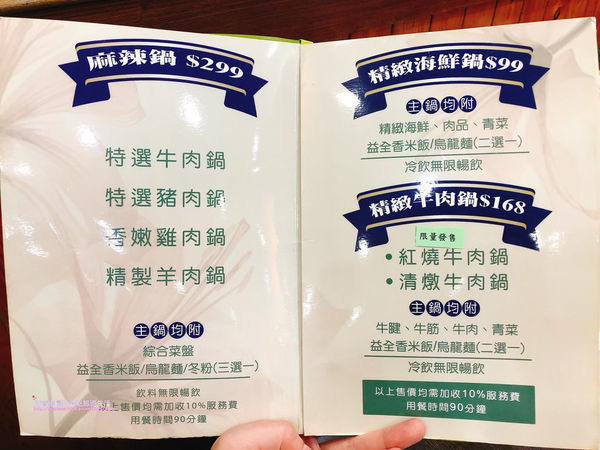 麻辣鍋 $299
特選牛肉鍋
特選豬肉鍋
香嫩雞肉鍋
精製羊肉鍋
主鍋均附
綜合菜盤
益全香米飯/烏龍麵/冬粉(三選一)
飲料無限暢飲
上售價均需加收10%服務費
用餐時間90分鐘
精緻海鮮鍋$99
主鍋均附
精緻海鮮、肉品、青菜
益全香米飯/烏龍麵(二選一)
冷飲無限暢飲
精緻牛肉鍋$168
限量發售
•紅燒牛肉鍋
•清燉牛肉鍋
主鍋均附
牛腱、牛筋、牛肉、青菜
益全香米飯/烏龍麵(二選一)
冷飲無限暢飲
以上售價均需加收10%服務費
用餐時間90分鐘